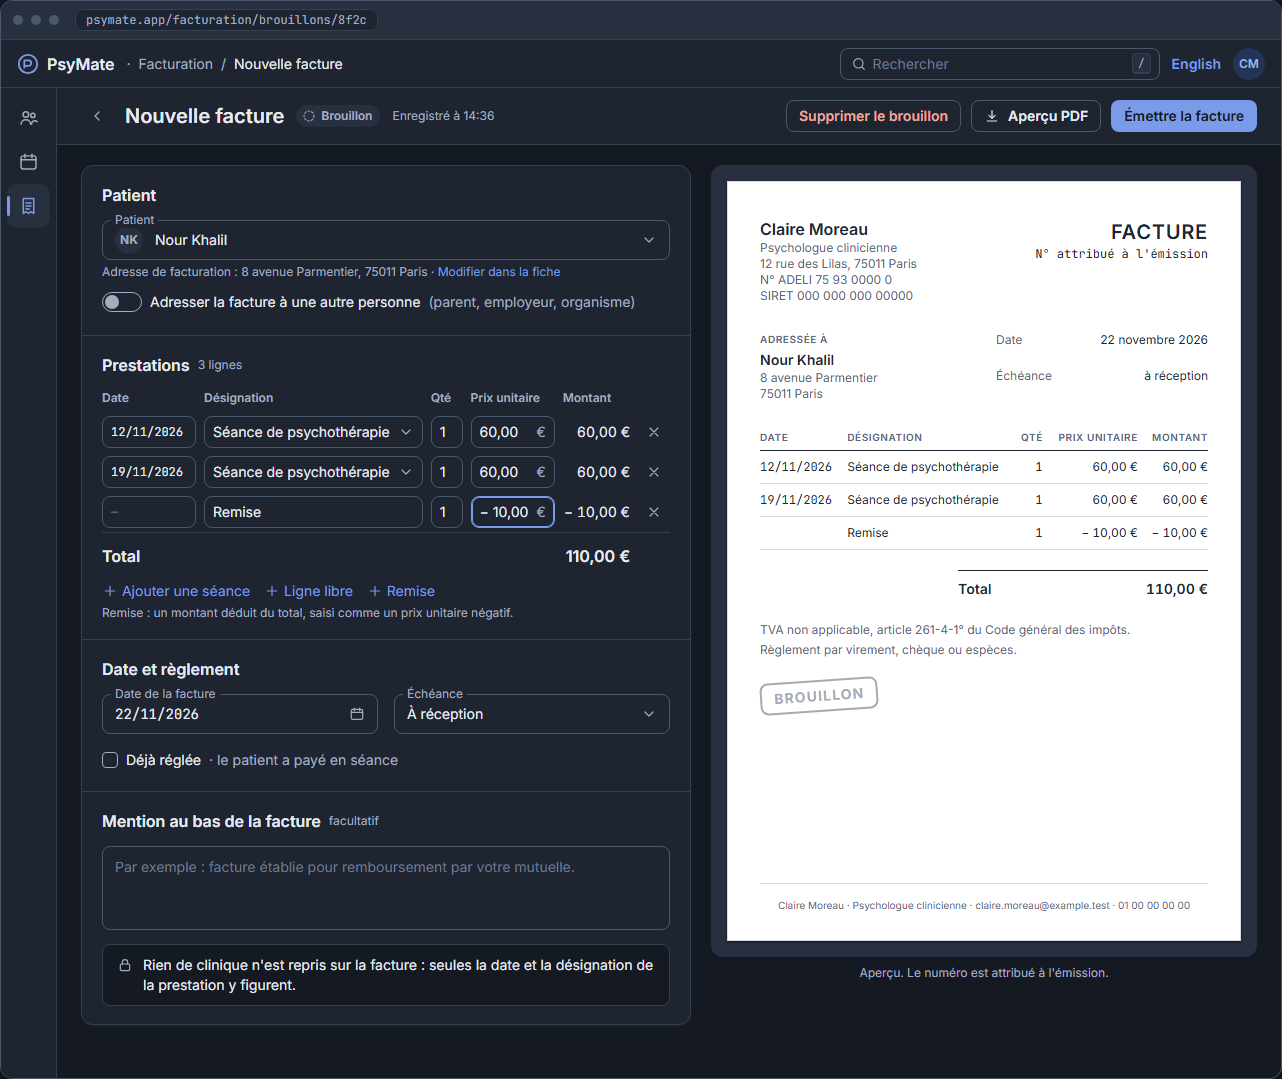 psymate.app/facturation/brouillons/8f2c
PsyMate · Facturation / Nouvelle facture
Rechercher /
English
CM
Nouvelle facture
Brouillon
Enregistré à 14:36
Supprimer le brouillon
Aperçu PDF
Émettre la facture
Patient
Patient
NK Nour Khalil
Adresse de facturation : 8 avenue Parmentier, 75011 Paris · Modifier dans la fiche
Adresser la facture à une autre personne (parent, employeur, organisme)
Prestations 3 lignes
Date Désignation Qté Prix unitaire Montant
12/11/2026 Séance de psychothérapie 1 60,00 € 60,00 €
19/11/2026 Séance de psychothérapie 1 60,00 € 60,00 €
– Remise 1 − 10,00 € − 10,00 €
Total 110,00 €
+ Ajouter une séance + Ligne libre + Remise
Remise : un montant déduit du total, saisi comme un prix unitaire négatif.
Date et règlement
Date de la facture
22/11/2026
Échéance
À réception
Déjà réglée · le patient a payé en séance
Mention au bas de la facture facultatif
Par exemple : facture établie pour remboursement par votre mutuelle.
Rien de clinique n'est repris sur la facture : seules la date et la désignation de
la prestation y figurent.
Claire Moreau
Psychologue clinicienne
12 rue des Lilas, 75011 Paris
N° ADELI 75 93 0000 0
SIRET 000 000 000 00000
FACTURE
N° attribué à l'émission
ADRESSÉE À
Nour Khalil
8 avenue Parmentier
75011 Paris
Date 22 novembre 2026
Échéance à réception
DATE DÉSIGNATION QTÉ PRIX UNITAIRE MONTANT
12/11/2026 Séance de psychothérapie 1 60,00 € 60,00 €
19/11/2026 Séance de psychothérapie 1 60,00 € 60,00 €
Remise 1 − 10,00 € − 10,00 €
Total 110,00 €
TVA non applicable, article 261-4-1° du Code général des impôts.
Règlement par virement, chèque ou espèces.
BROUILLON
Claire Moreau · Psychologue clinicienne · claire.moreau@example.test · 01 00 00 00 00
Aperçu. Le numéro est attribué à l'émission.